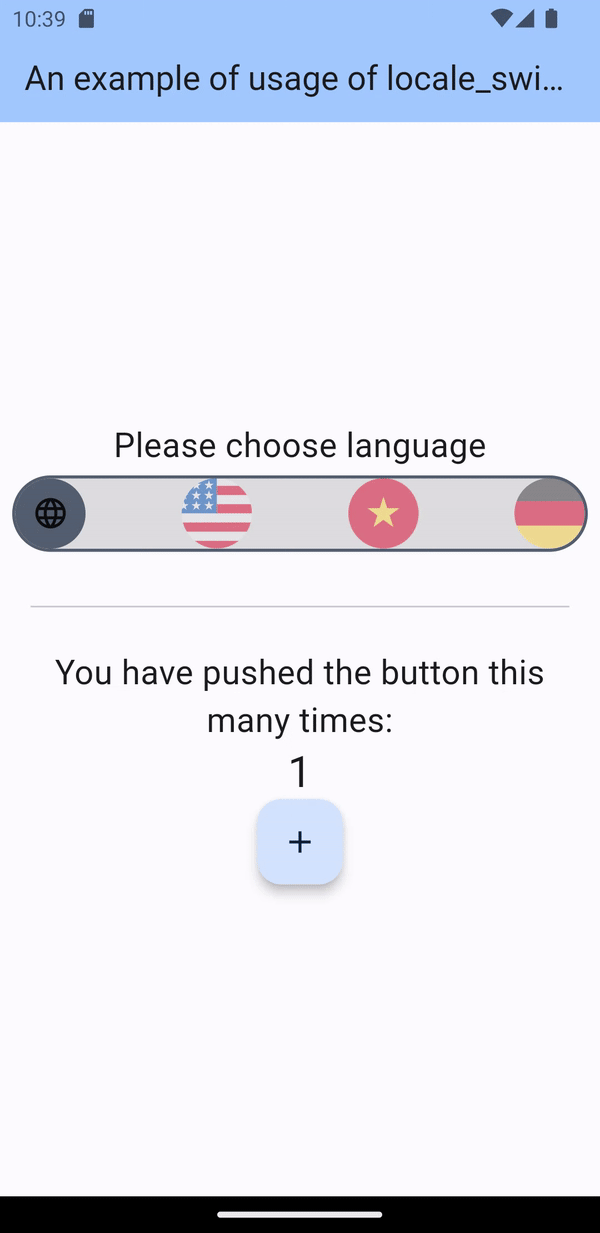 10:39
An example of usage of locale_swi...
Please choose language
You have pushed the button this
many times:
1
+